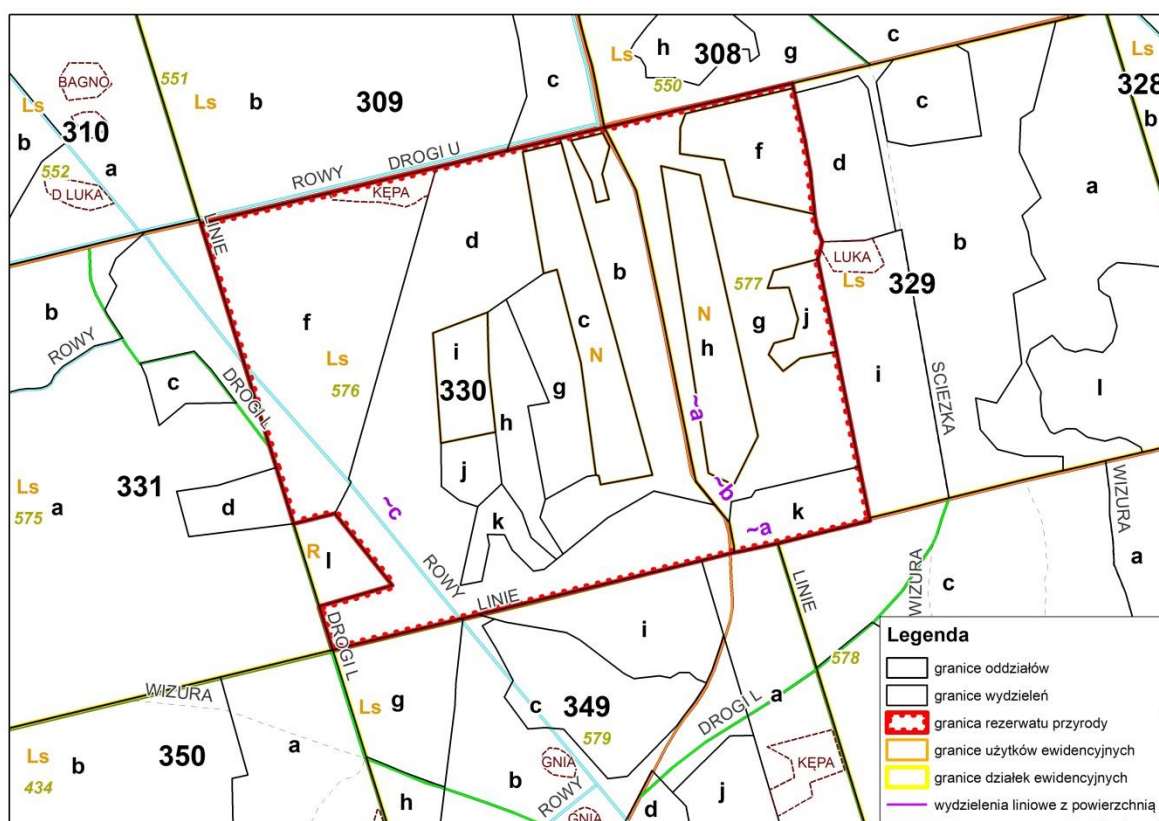 BAGNO
551
Ls
b
309
c
Ls
h
308
550
g
c
Ls
328
b
c
Ls
b
310
a
552
D LUKA
ROWY
DROGI U
KĘPA
LINIE
f
d
a
d
b
b
c
N
577
N
h
g
j
LUKA
Ls
329
b
f
Ls
576
i
330
g
h
j
k
i
SCIEZKA
l
ROWY
c
DROGI L
Ls
575
a
331
d
R
l
~c
~a
~b
~a
k
ROWY
LINIE
DROGI L
WIZURA
LINIE
WIZURA
c
WIZURA
a
i
578
a
DROGI L
Ls
g
c
349
579
Ls
b
434
350
a
h
b
GNIA
ROWY
GNIA
d
j
KĘPA
Legenda
granice oddziałów
granice wydzieleń
granica rezerwatu przyrody
granice użytków ewidencyjnych
granice działek ewidencyjnych
wydzielenia liniowe z powierzchnią